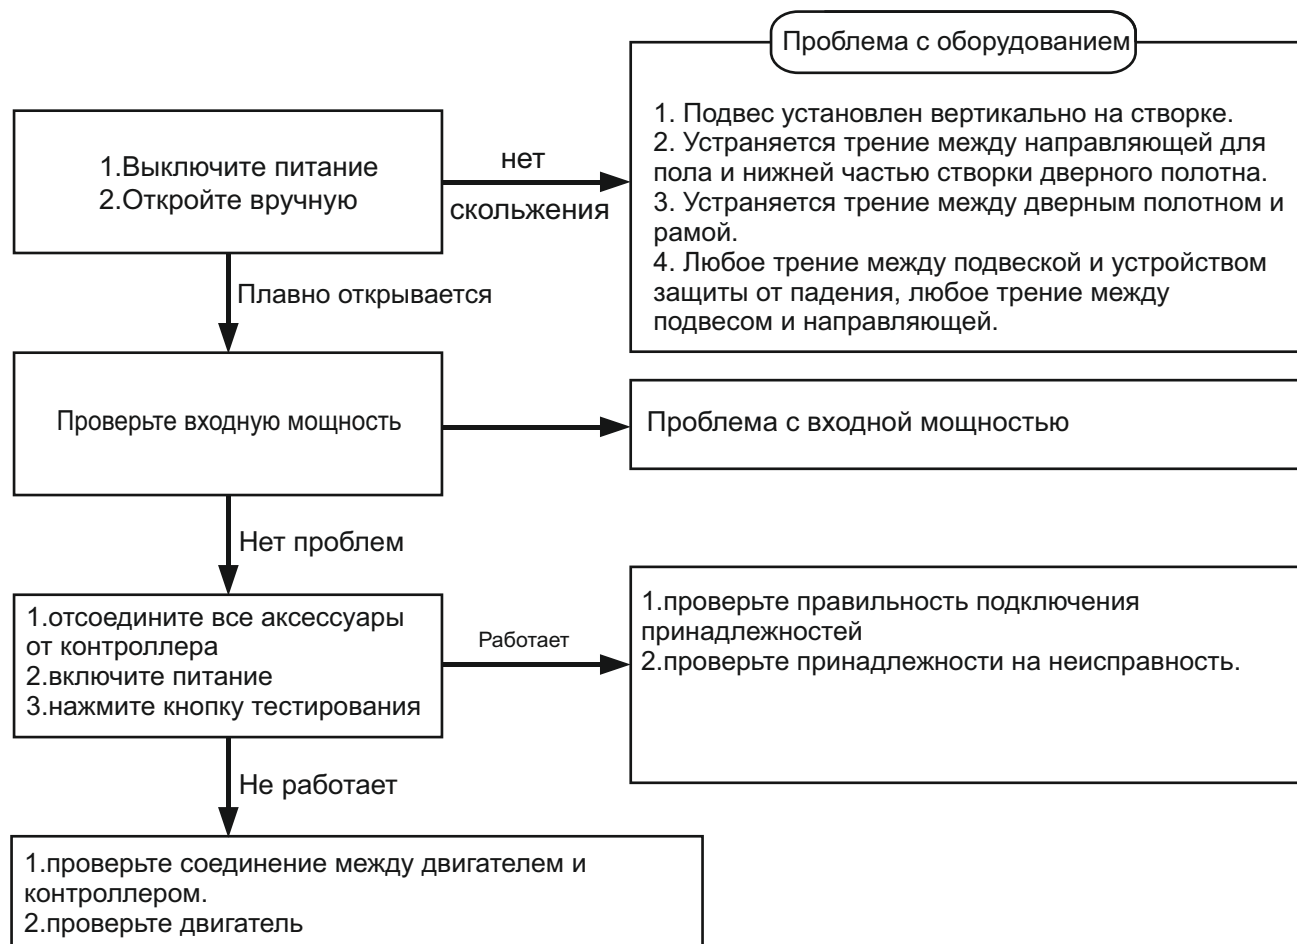 Проблема с оборудованием
1.Выключите питание
2.Откройте вручную
нет
скольжения
1. Подвес установлен вертикально на створке.
2. Устраняется трение между направляющей для
пола и нижней частью створки дверного полотна.
3. Устраняется трение между дверным полотном и
рамой.
4. Любое трение между подвеской и устройством
защиты от падения, любое трение между
подвесом и направляющей.
Плавно открывается
Проверьте входную мощность
Проблема с входной мощностью
Нет проблем
1.отсоедините все аксессуары
от контроллера
2.включите питание
3.нажмите кнопку тестирования
Работает
1.проверьте правильность подключения
принадлежностей
2.проверьте принадлежности на неисправность.
Не работает
1.проверьте соединение между двигателем и
контроллером.
2.проверьте двигатель